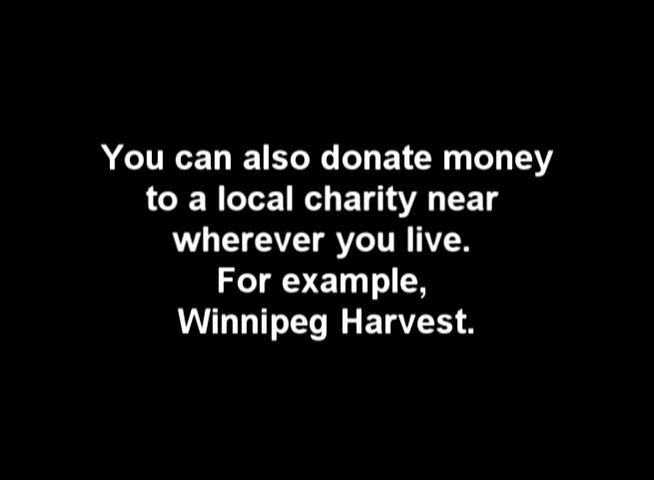 You can also donate money
to a local charity near
wherever you live.
For example,
Winnipeg Harvest.